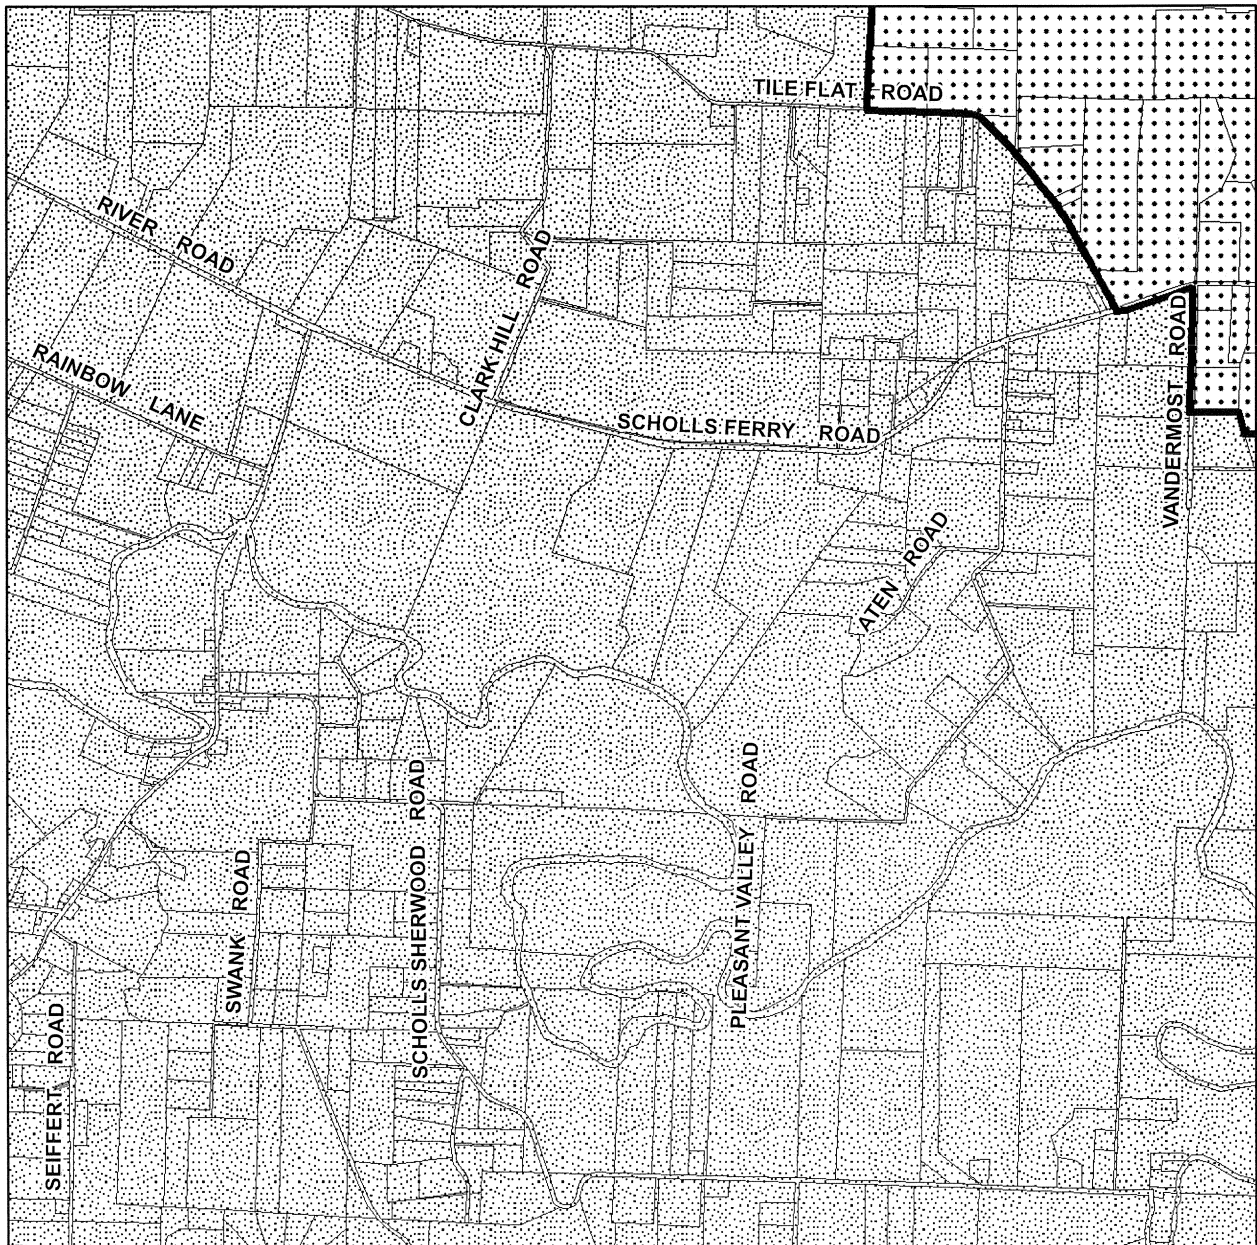 TILE FLAT ROAD
RIVER ROAD
CLARK HILL ROAD
RAINBOW LANE
SCHOLLS FERRY ROAD
VANDERMOST ROAD
ATEN ROAD
SCHOLLS SHERWOOD ROAD
PLEASANT VALLEY ROAD
SWANK ROAD
SEIFFERT ROAD